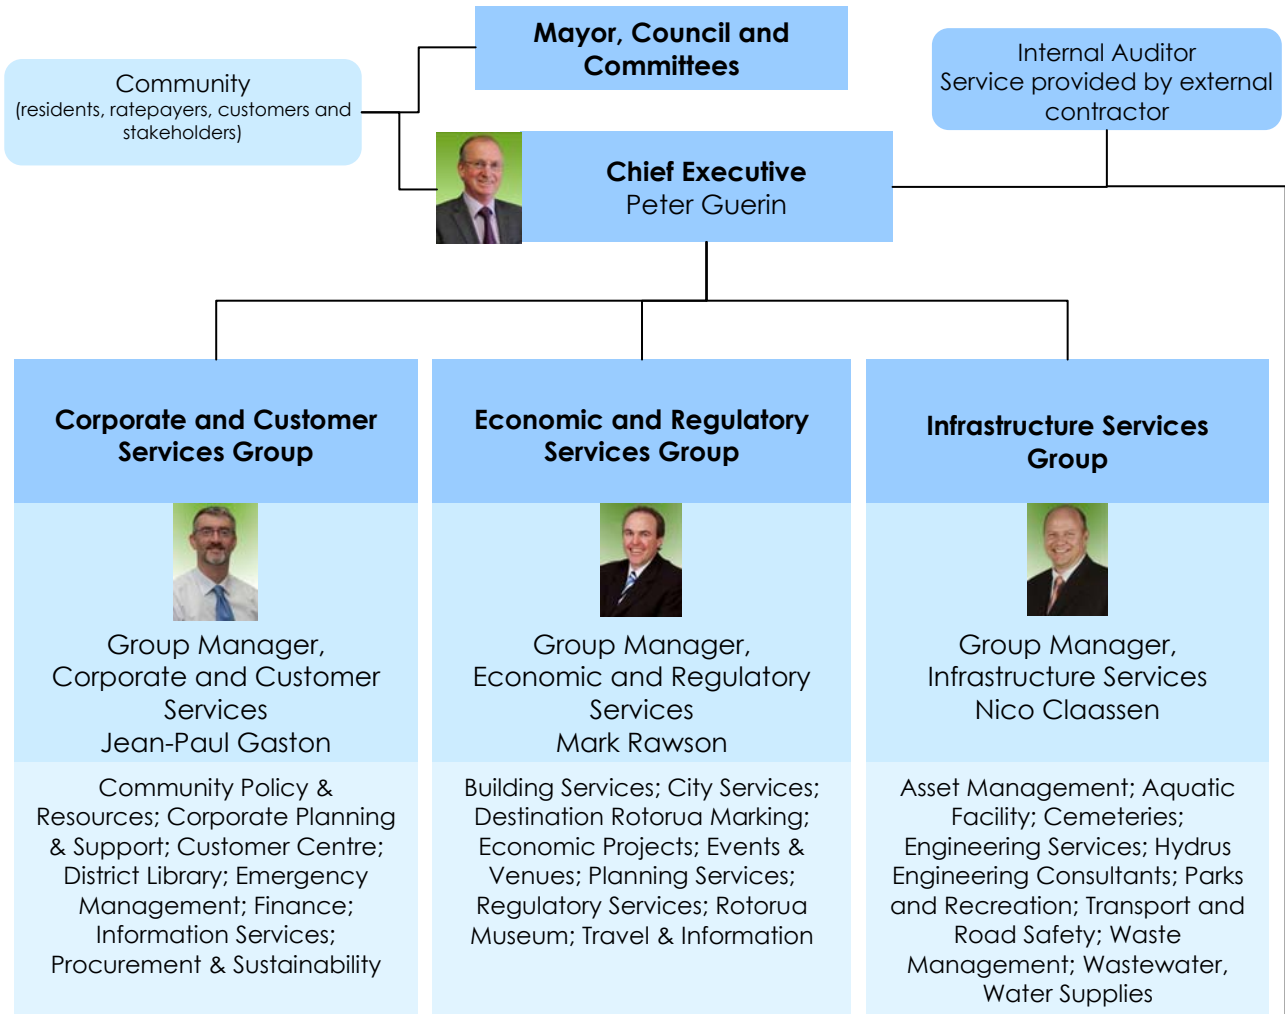 Mayor, Council and
Committees
Internal Auditor
Service provided by external
contractor
Community
(residents, ratepayers, customers and
stakeholders)
Chief Executive
Peter Guerin
Corporate and Customer
Services Group
Group Manager,
Corporate and Customer
Services
Jean-Paul Gaston
Community Policy &
Resources; Corporate Planning
& Support; Customer Centre;
District Library; Emergency
Management; Finance;
Information Services;
Procurement & Sustainability
Economic and Regulatory
Services Group
Group Manager,
Economic and Regulatory
Services
Mark Rawson
Building Services; City Services;
Destination Rotorua Marking;
Economic Projects; Events &
Venues; Planning Services;
Regulatory Services; Rotorua
Museum; Travel & Information
Infrastructure Services
Group
Group Manager,
Infrastructure Services
Nico Claassen
Asset Management; Aquatic
Facility; Cemeteries;
Engineering Services; Hydrus
Engineering Consultants; Parks
and Recreation; Transport and
Road Safety; Waste
Management; Wastewater,
Water Supplies